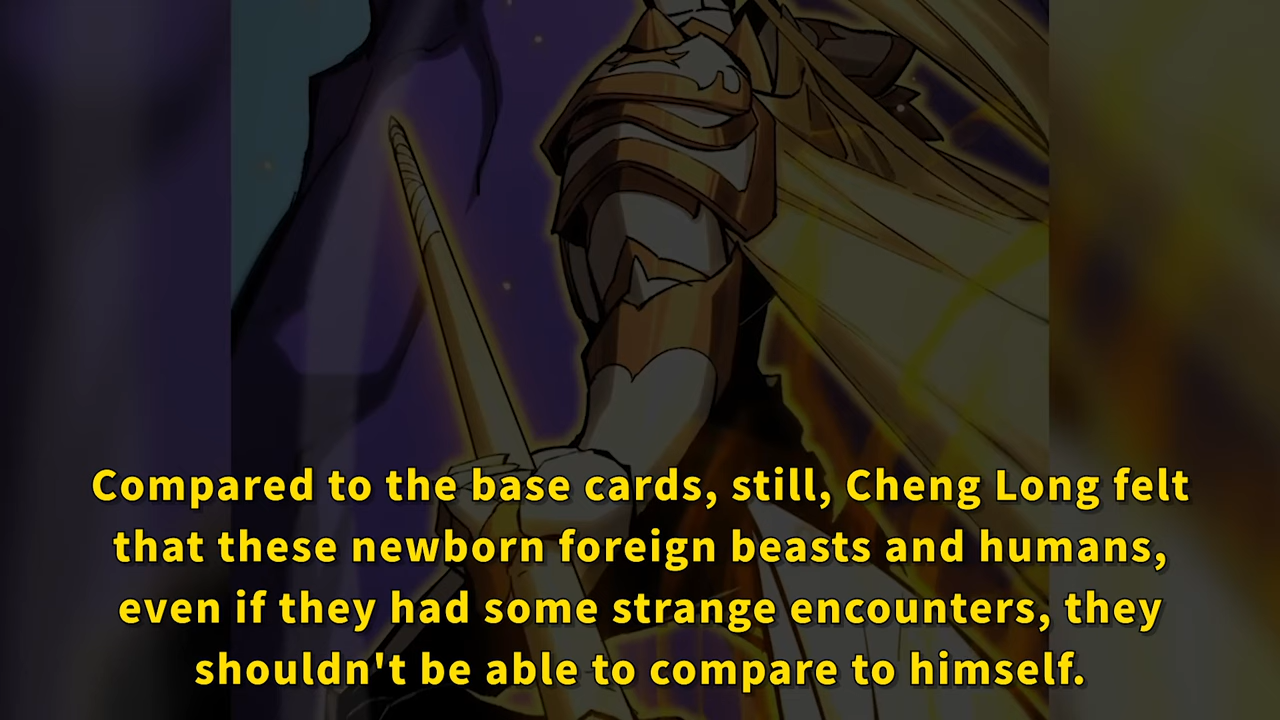 Compared to the base cards, still, Cheng Long felt
that these newborn foreign beasts and humans,
even if they had some strange encounters, they
shouldn't be able to compare to himself.